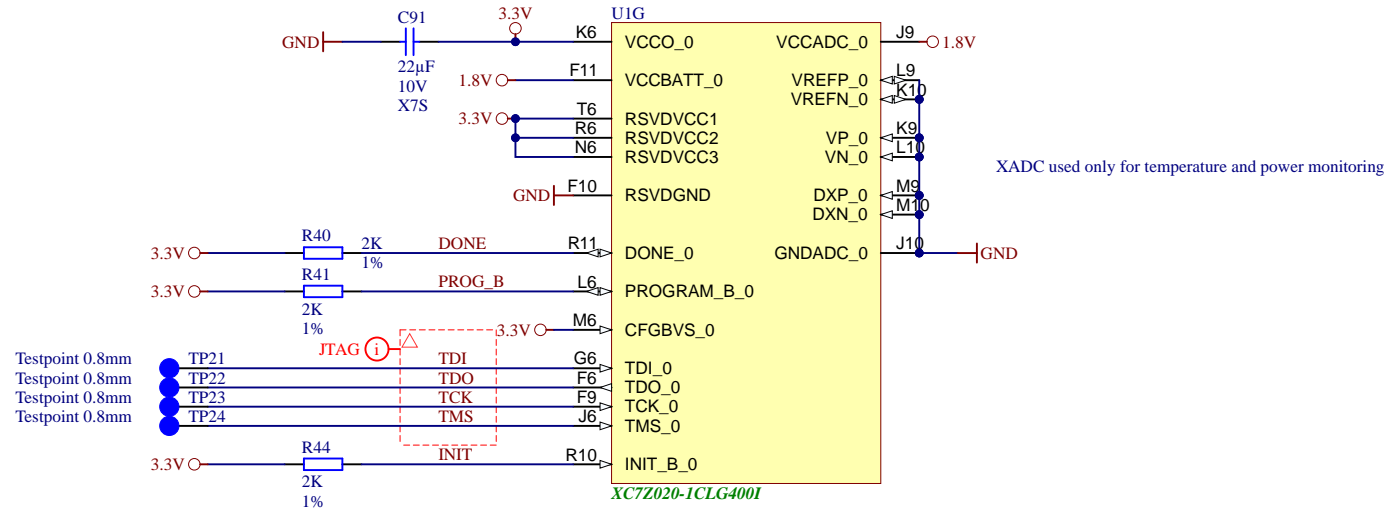 U1G
C91
3.3V
GND
22µF
10V
X7S
K6 VCCO_0
VCCADC_0 J9 1.8V
1.8V F11 VCCBATT_0
VREFP_0 L9
VREFN_0 K10
3.3V T6 RSVDVCC1
R6 RSVDVCC2
N6 RSVDVCC3
VP_0 K9
VN_0 L10
XADC used only for temperature and power monitoring
GND F10 RSVDGND
DXP_0 M9
DXN_0 M10
3.3V R40 2K 1% DONE R11 DONE_0
GNDADC_0 J10 GND
3.3V R41 PROG_B L6 PROGRAM_B_0
2K
1%
3.3V M6 CFGBVS_0
JTAG i
Testpoint 0.8mm TP21 TDI G6 TDI_0
Testpoint 0.8mm TP22 TDO F6 TDO_0
Testpoint 0.8mm TP23 TCK F9 TCK_0
Testpoint 0.8mm TP24 TMS J6 TMS_0
3.3V R44 INIT R10 INIT_B_0
2K
1%
XC7Z020-1CLG400I